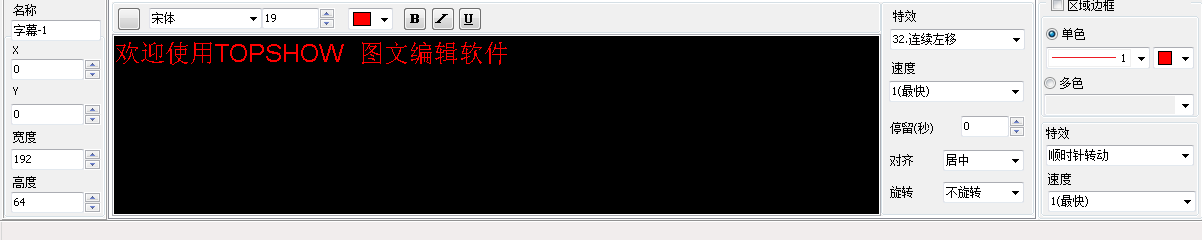 名称
字幕-1
X
0
Y
0
宽度
192
高度
64
宋体 19 B I U
欢迎使用TOPSHOW 图文编辑软件
特效
32.连续左移
速度
1(最快)
停留(秒) 0
对齐 居中
旋转 不旋转
区域边框
单色
1
多色
特效
顺时针转动
速度
1(最快)